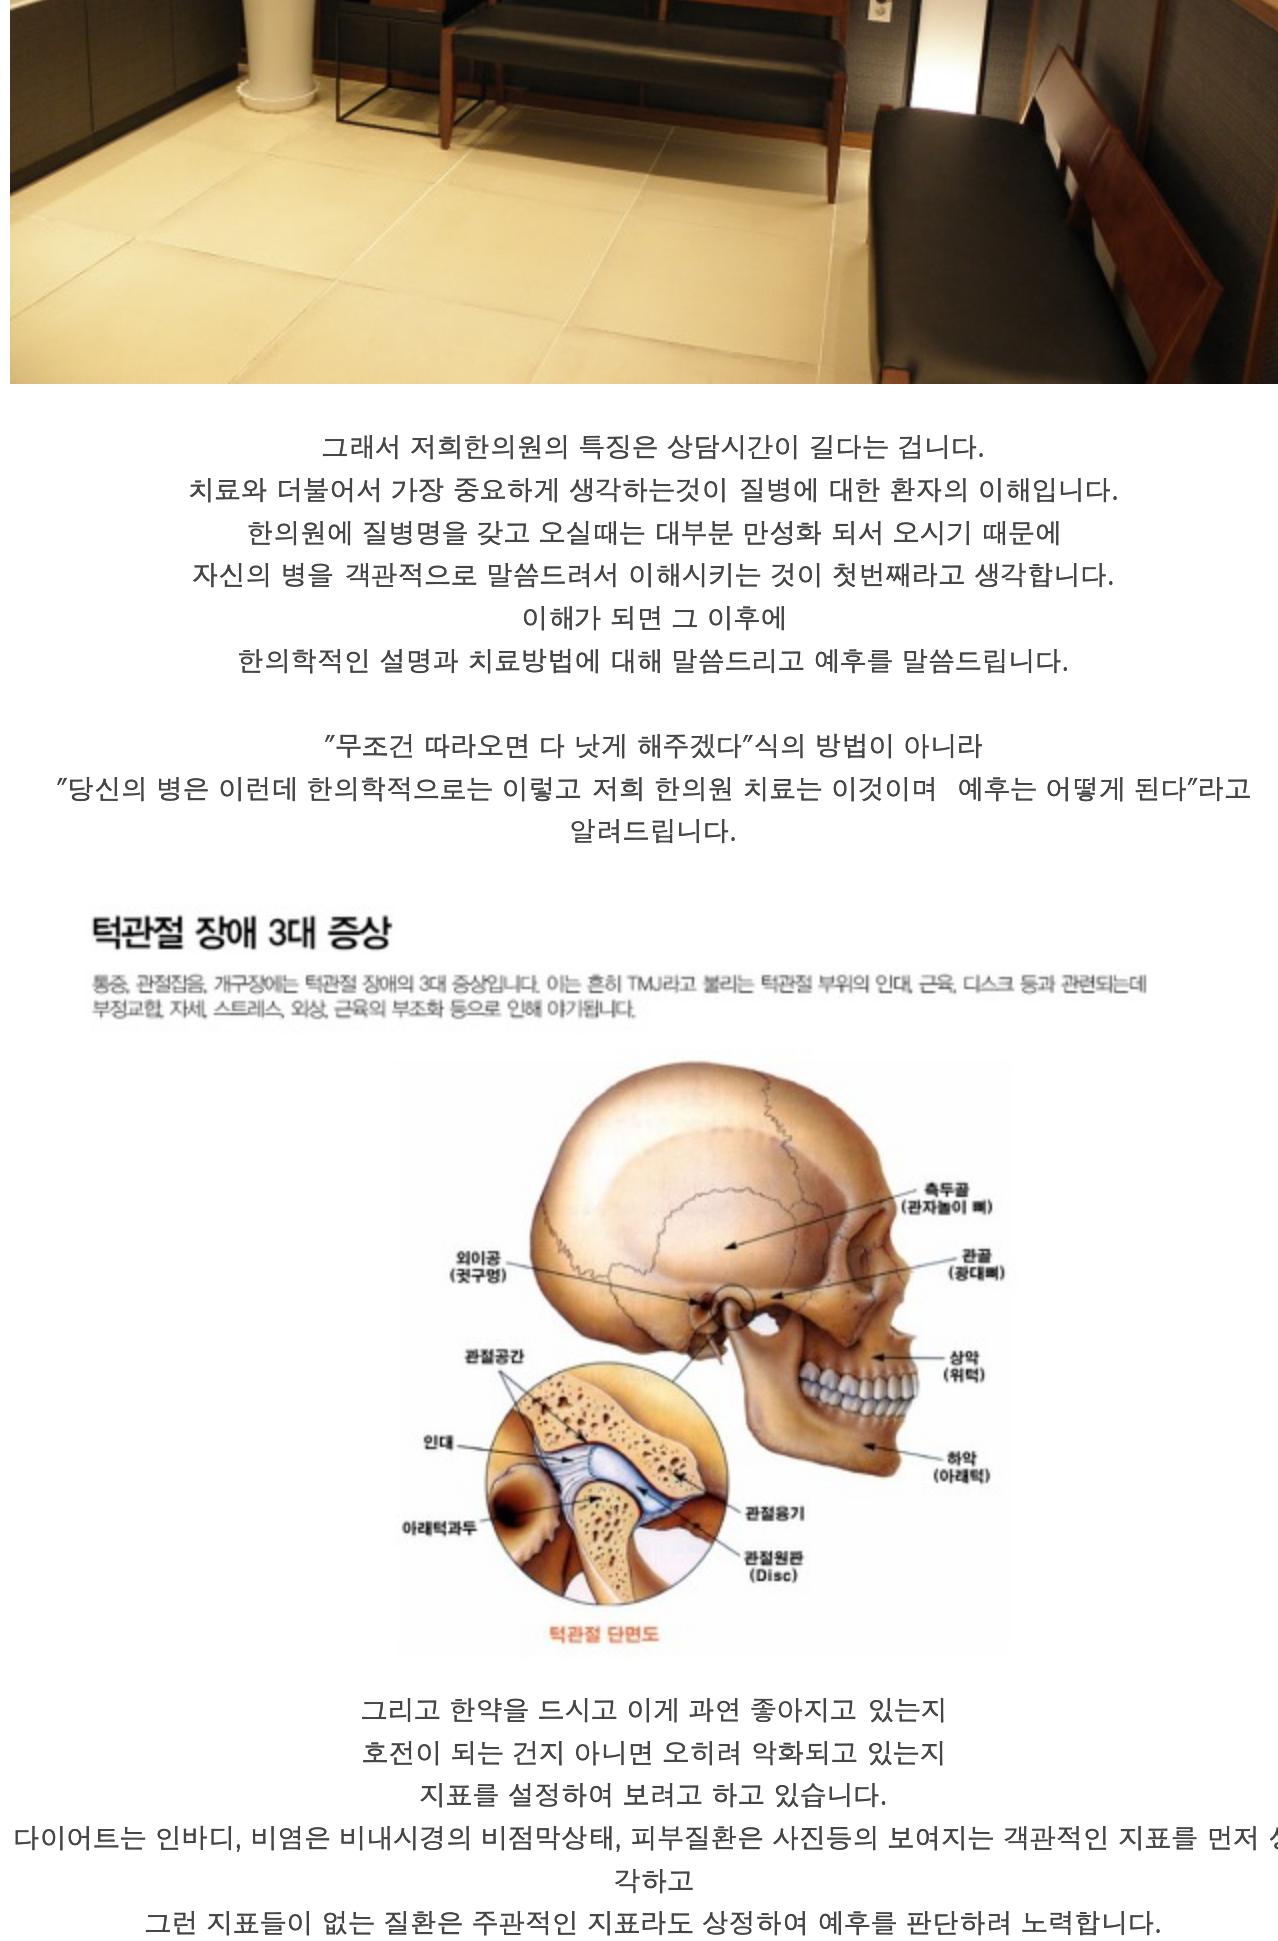 그래서 저희한의원의 특징은 상담시간이 길다는 겁니다.
치료와 더불어서 가장 중요하게 생각하는것이 질병에 대한 환자의 이해입니다.
한의원에 질병명을 갖고 오실때는 대부분 만성화 되서 오시기 때문에
자신의 병을 객관적으로 말씀드려서 이해시키는 것이 첫번째라고 생각합니다.
이해가 되면 그 이후에
한의학적인 설명과 치료방법에 대해 말씀드리고 예후를 말씀드립니다.
"무조건 따라오면 다 낫게 해주겠다"식의 방법이 아니라
"당신의 병은 이런데 한의학적으로는 이렇고 저희 한의원 치료는 이것이며 예후는 어떻게 된다"라고
알려드립니다.
턱관절 장애 3대 증상
통증, 관절잡음, 개구장애는 턱관절 장애의 3대 증상입니다. 이는 흔히 TMJ라고 불리는 턱관절 부위의 인대, 근육, 디스크 등과 관련되는데
부정교합, 자세, 스트레스, 외상, 근육의 부조화 등으로 인해 야기됩니다.
측두골
(관자놀이 뼈)
외이공
(귓구멍)
관골
(광대뼈)
관절공간
상악
(위턱)
인대
하악
(아래턱)
관절융기
아래턱과두
관절원판
(Disc)
턱관절 단면도
그리고 한약을 드시고 이게 과연 좋아지고 있는지
호전이 되는 건지 아니면 오히려 악화되고 있는지
지표를 설정하여 보려고 하고 있습니다.
다이어트는 인바디, 비염은 비내시경의 비점막상태, 피부질환은 사진등의 보여지는 객관적인 지표를 먼저
각하고
그런 지표들이 없는 질환은 주관적인 지표라도 상정하여 예후를 판단하려 노력합니다.